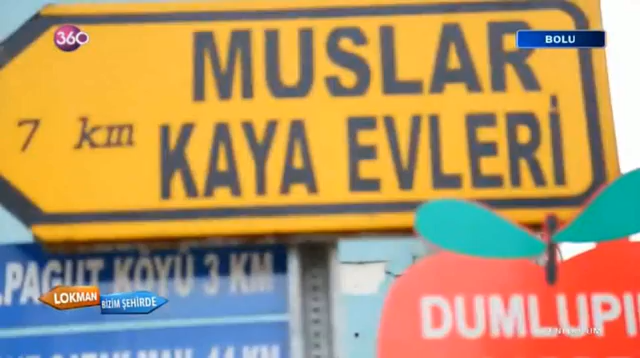 360
BOLU
MUSLAR
7 km
KAYA EVLERİ
PAGUT KÖYÜ 3 KM
LOKMAN
BİZİM ŞEHİRDE
DUMLUPI